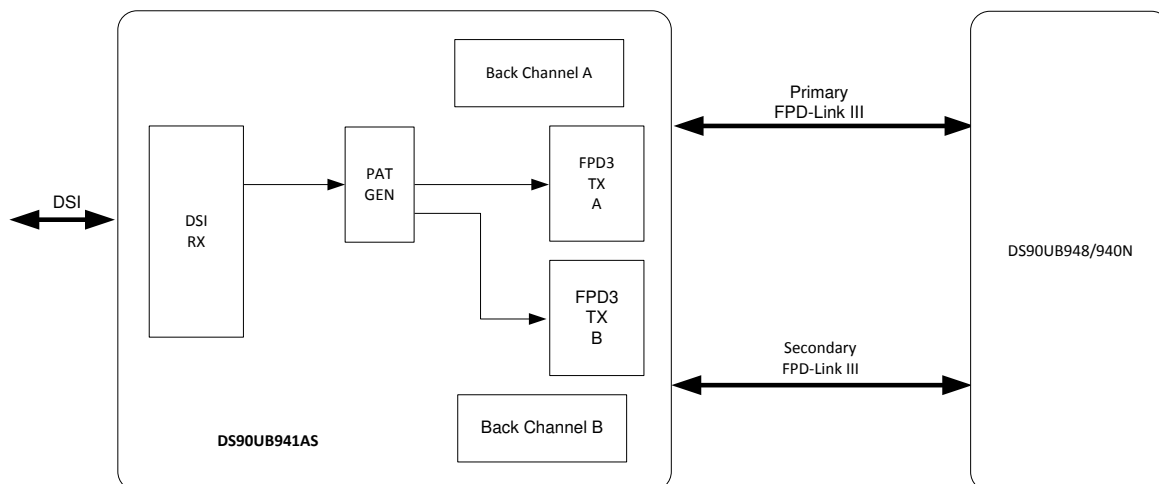 Back Channel A
Primary
FPD-Link III
DSI
DSI
RX
PAT
GEN
FPD3
TX
A
FPD3
TX
B
DS90UB948/940N
Secondary
FPD-Link III
Back Channel B
DS90UB941AS